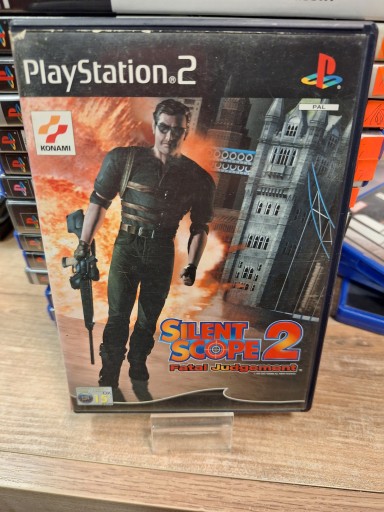 PlayStation®2
PAL
KONAMI
SILENT
SCOPE 2
Fatal Judgement